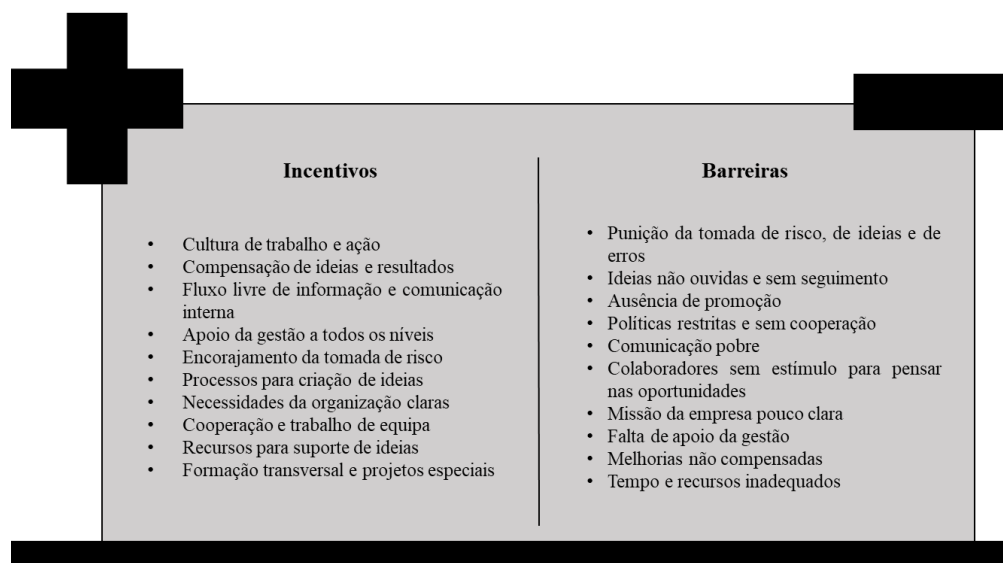 Incentivos
• Cultura de trabalho e ação
• Compensação de ideias e resultados
• Fluxo livre de informação e comunicação
interna
• Apoio da gestão a todos os níveis
• Encorajamento da tomada de risco
• Processos para criação de ideias
• Necessidades da organização claras
• Cooperação e trabalho de equipa
• Recursos para suporte de ideias
• Formação transversal e projetos especiais
Barreiras
• Punição da tomada de risco, de ideias e de
erros
• Ideias não ouvidas e sem seguimento
• Ausência de promoção
• Políticas restritas e sem cooperação
• Comunicação pobre
• Colaboradores sem estímulo para pensar
nas oportunidades
• Missão da empresa pouco clara
• Falta de apoio da gestão
• Melhorias não compensadas
• Tempo e recursos inadequados